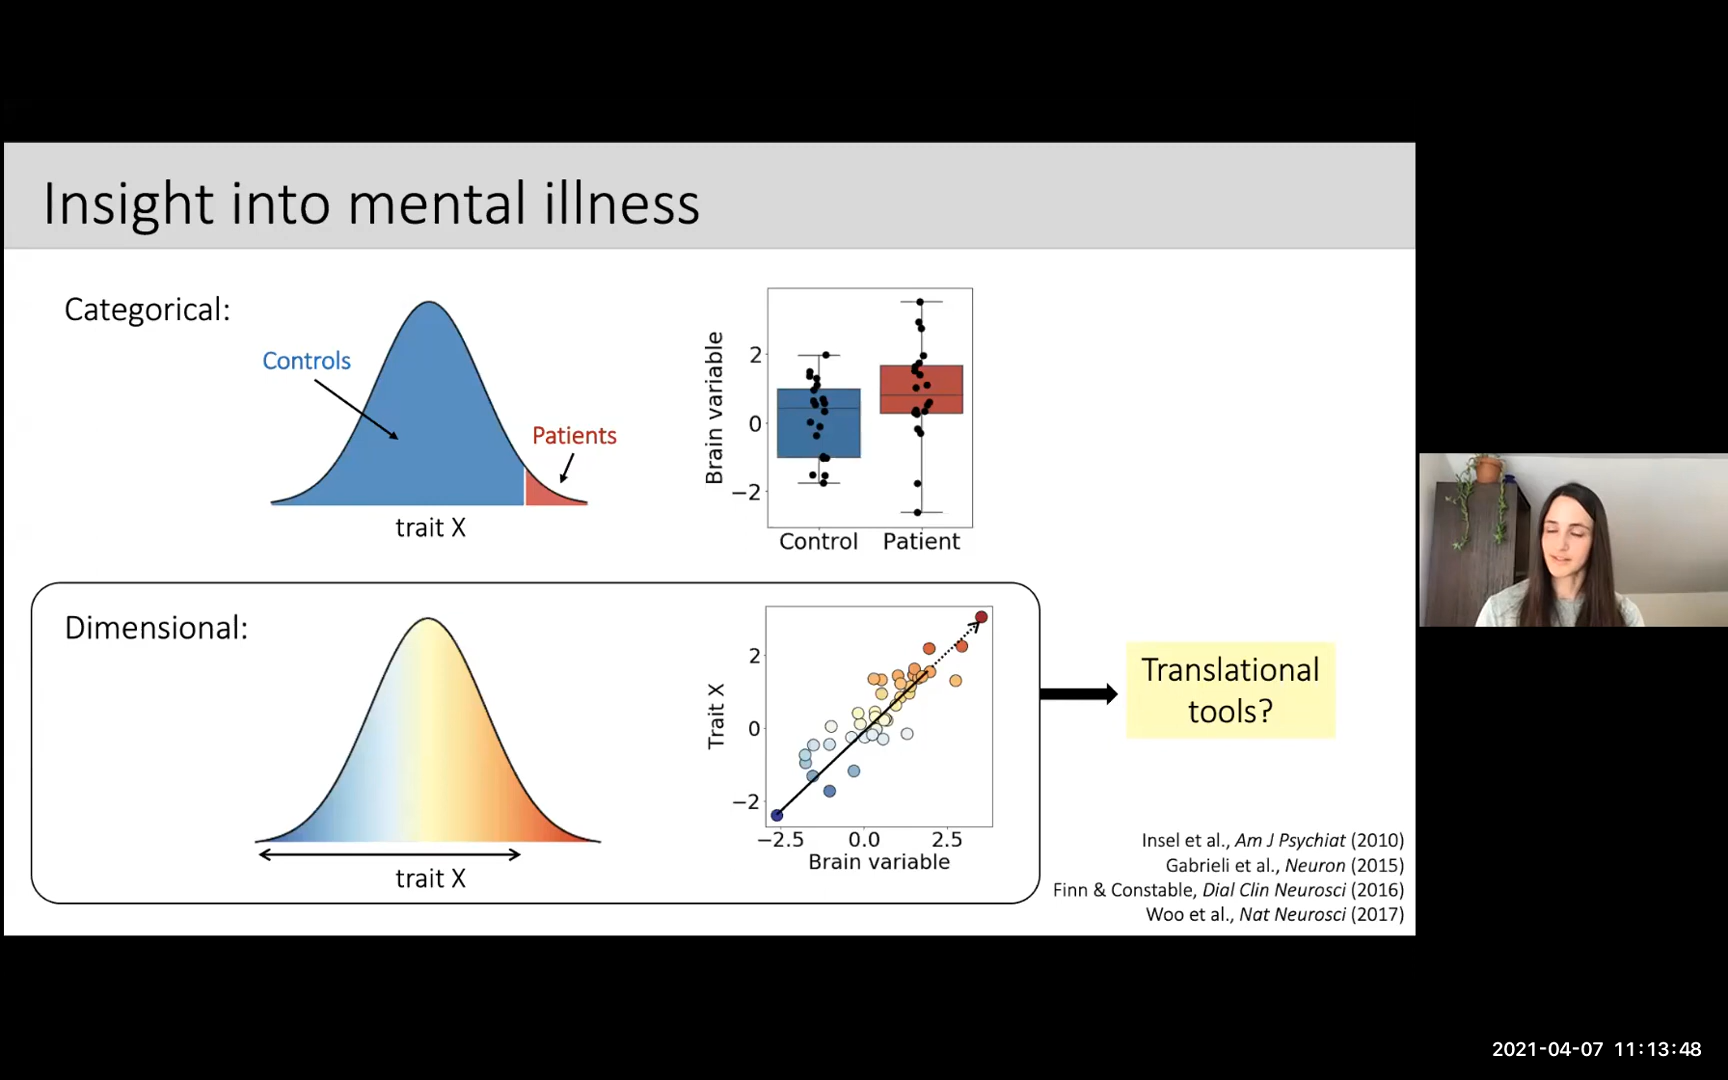 Insight into mental illness
Categorical:
Controls
Patients
trait X
Brain variable
2
0
−2
Control Patient
Dimensional:
trait X
Trait X
2
0
−2
−2.5 0.0 2.5
Brain variable
Translational
tools?
Insel et al., Am J Psychiat (2010)
Gabrieli et al., Neuron (2015)
Finn & Constable, Dial Clin Neurosci (2016)
Woo et al., Nat Neurosci (2017)
2021-04-07 11:13:48